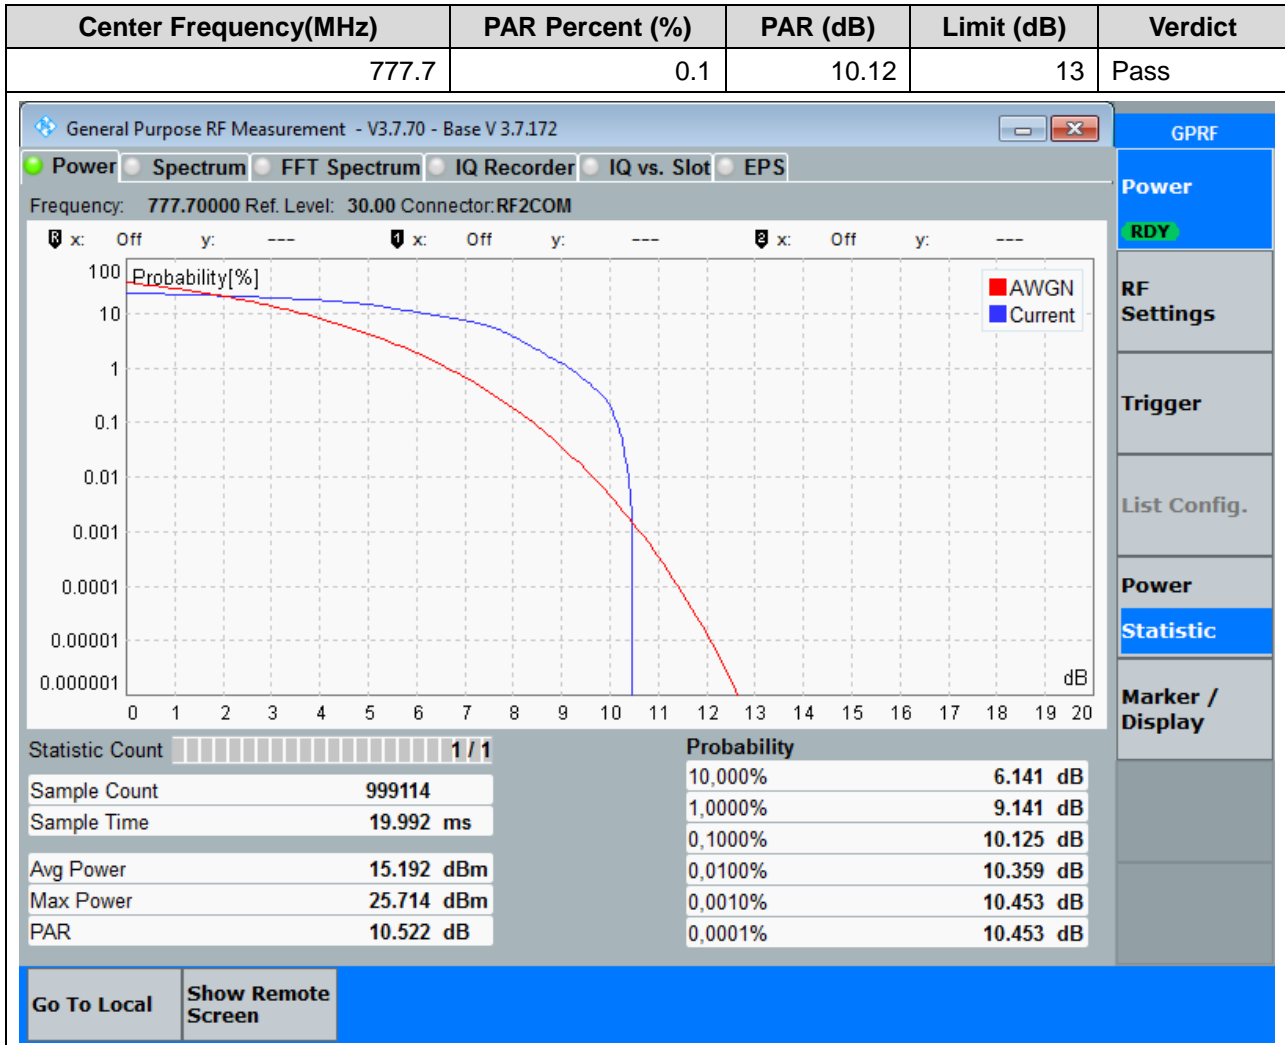 Center Frequency(MHz) PAR Percent (%) PAR (dB) Limit (dB) Verdict
777.7 0.1 10.12 13 Pass
General Purpose RF Measurement - V3.7.70 - Base V 3.7.172
GPRF
Power Spectrum FFT Spectrum IQ Recorder IQ vs. Slot EPS
Power
RDY
Frequency: 777.70000 Ref. Level: 30.00 Connector:RF2COM
R x: Off y: --- 1 x: Off y: --- 2 x: Off y: ---
RF
Settings
Trigger
List Config.
Power
Statistic
Marker /
Display
Probability[%]
AWGN
Current
100
10
1
0.1
0.01
0.001
0.0001
0.00001
0.000001
dB
0 1 2 3 4 5 6 7 8 9 10 11 12 13 14 15 16 17 18 19 20
Statistic Count 1 / 1
Sample Count 999114
Sample Time 19.992 ms
Avg Power 15.192 dBm
Max Power 25.714 dBm
PAR 10.522 dB
Probability
10,000% 6.141 dB
1,0000% 9.141 dB
0,1000% 10.125 dB
0,0100% 10.359 dB
0,0010% 10.453 dB
0,0001% 10.453 dB
Go To Local
Show Remote
Screen